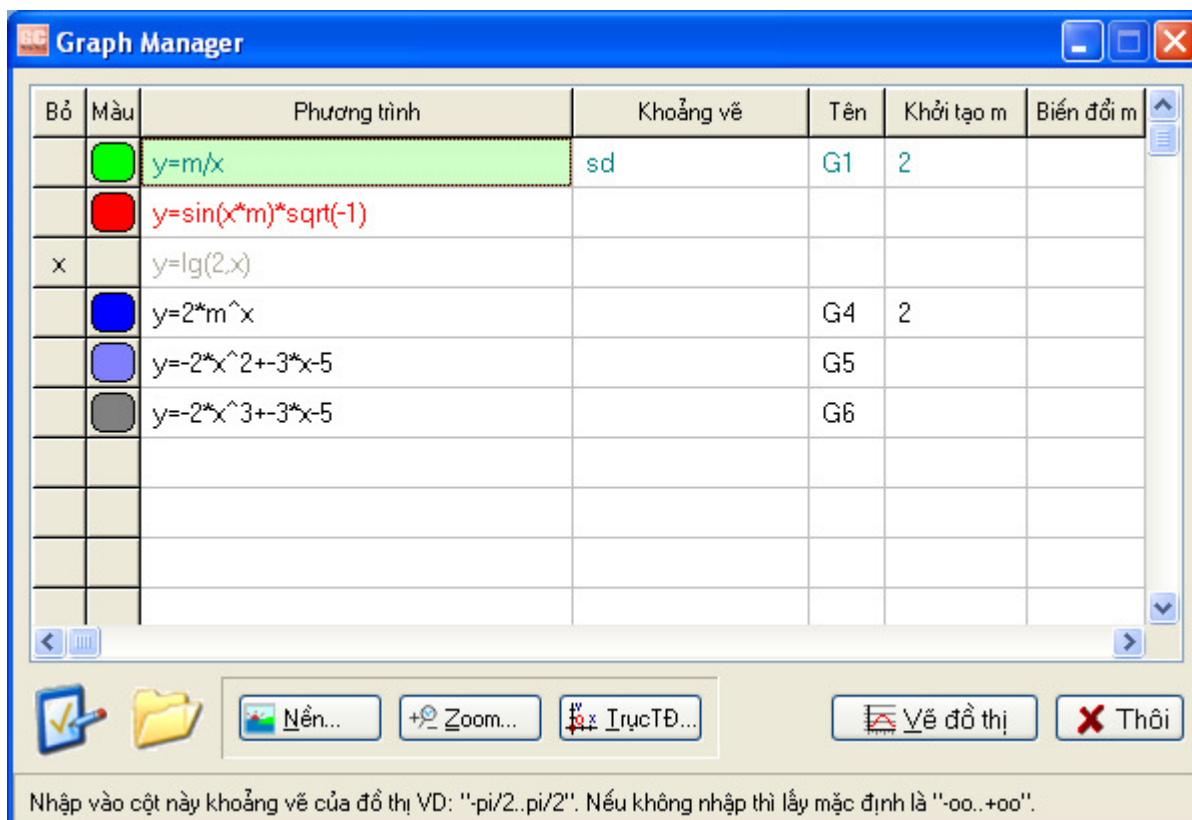 Graph Manager
Bỏ Màu Phương trình Khoảng vẽ Tên Khởi tạo m Biến đổi m
y=m/x sd G1 2
y=sin(x*m)*sqrt(-1)
x y=lg(2,x)
y=2*m^x G4 2
y=-2*x^2+-3*x-5 G5
y=-2*x^3+-3*x-5 G6
Nền... Zoom... TrụcTĐ... Vẽ đồ thị Thôi
Nhập vào cột này khoảng vẽ của đồ thị VD: "-pi/2..pi/2". Nếu không nhập thì lấy mặc định là "-oo..+oo".